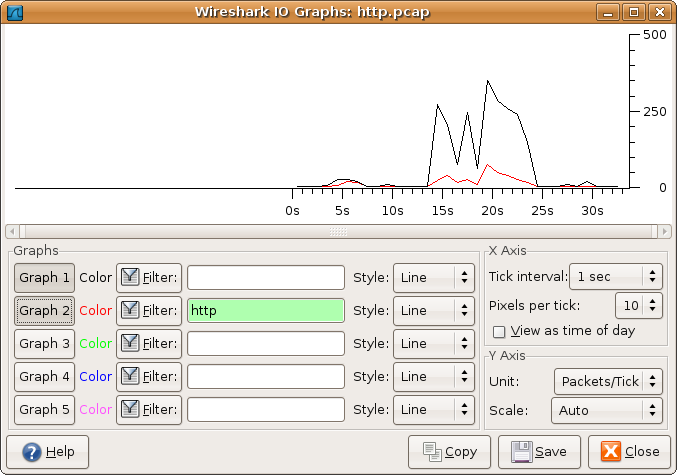 Wireshark IO Graphs: http.pcap
500
250
0
0s 5s 10s 15s 20s 25s 30s
Graphs
Graph 1 Color Filter: Style: Line
Graph 2 Color Filter: http Style: Line
Graph 3 Color Filter: Style: Line
Graph 4 Color Filter: Style: Line
Graph 5 Color Filter: Style: Line
X Axis
Tick interval: 1 sec
Pixels per tick: 10
View as time of day
Y Axis
Unit: Packets/Tick
Scale: Auto
Help Copy Save Close